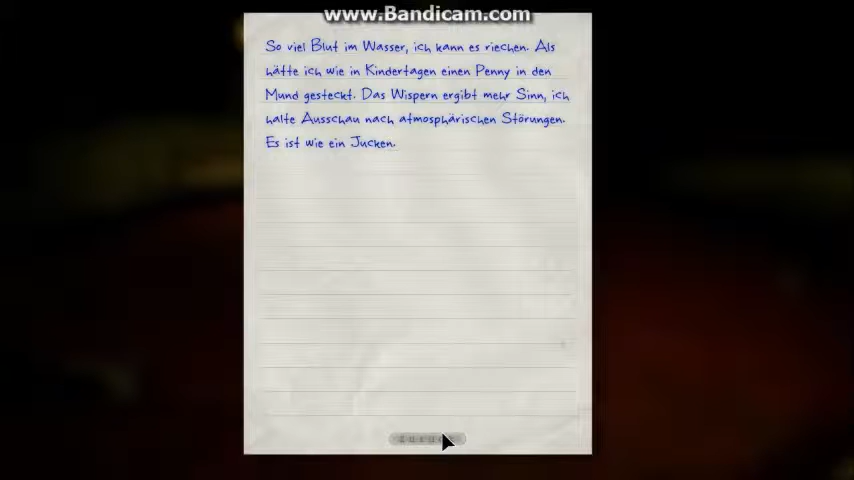 www.Bandicam.com
So viel Blut im Wasser, ich kann es riechen. Als
hätte ich wie in Kindertagen einen Penny in den
Mund gesteckt. Das Wispern ergibt mehr Sinn, ich
halte Ausschau nach atmosphärischen Störungen.
Es ist wie ein Jucken.